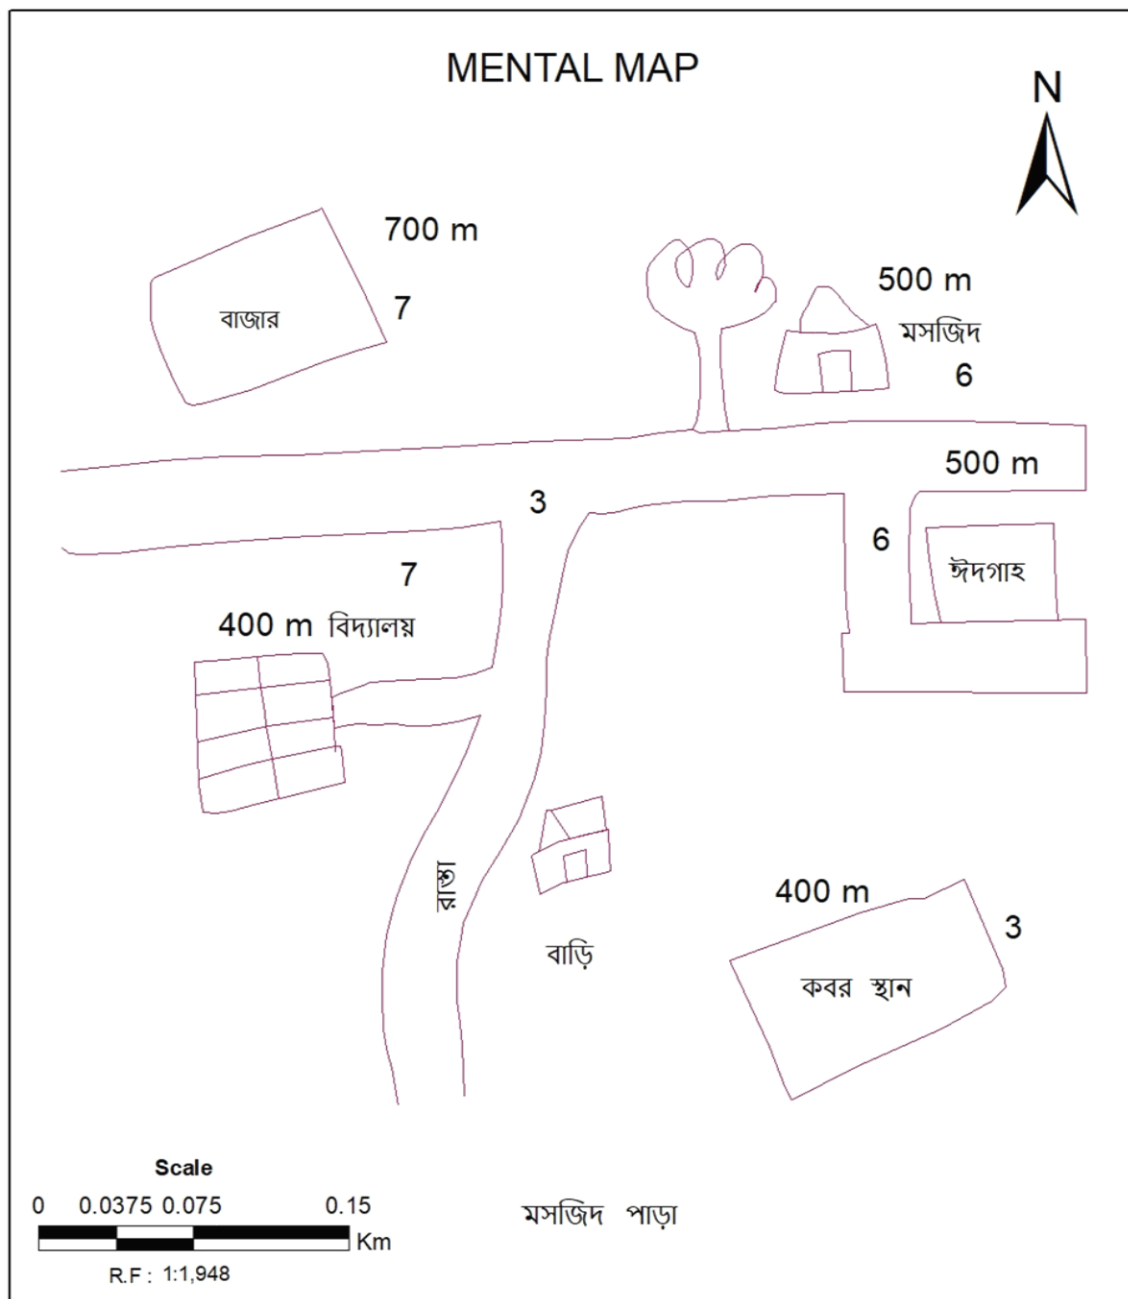 MENTAL MAP
N
700 m
বাজার
7
500 m
মসজিদ
6
500 m
3
6
ঈদগাহ
7
400 m বিদ্যালয়
রাস্তা
বাড়ি
400 m
3
কবর স্থান
Scale
0 0.0375 0.075 0.15
Km
R.F : 1:1,948
মসজিদ পাড়া